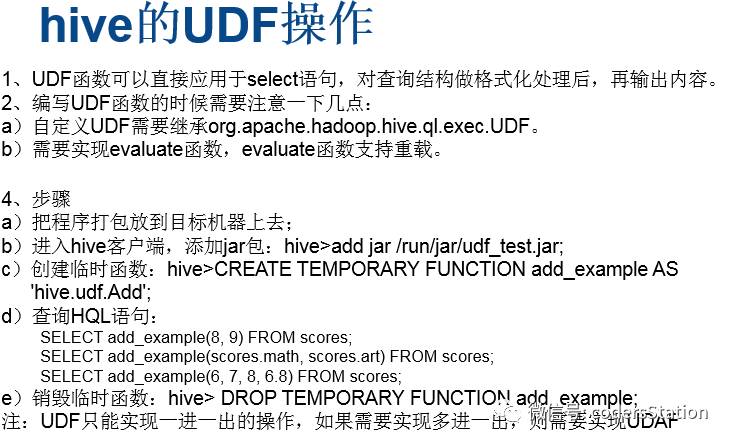 hive的UDF操作
1、UDF函数可以直接应用于select语句，对查询结构做格式化处理后，再输出内容。
2、编写UDF函数的时候需要注意一下几点：
a）自定义UDF需要继承org.apache.hadoop.hive.ql.exec.UDF。
b）需要实现evaluate函数，evaluate函数支持重载。
4、步骤
a）把程序打包放到目标机器上去；
b）进入hive客户端，添加jar包：hive>add jar /run/jar/udf_test.jar;
c）创建临时函数：hive>CREATE TEMPORARY FUNCTION add_example AS
'hive.udf.Add';
d）查询HQL语句：
SELECT add_example(8, 9) FROM scores;
SELECT add_example(scores.math, scores.art) FROM scores;
SELECT add_example(6, 7, 8, 6.8) FROM scores;
e）销毁临时函数：hive> DROP TEMPORARY FUNCTION add_example;
微信号: codersStation
注：UDF只能实现一进一出的操作，如果需要实现多进一出，则需要实现UDAF